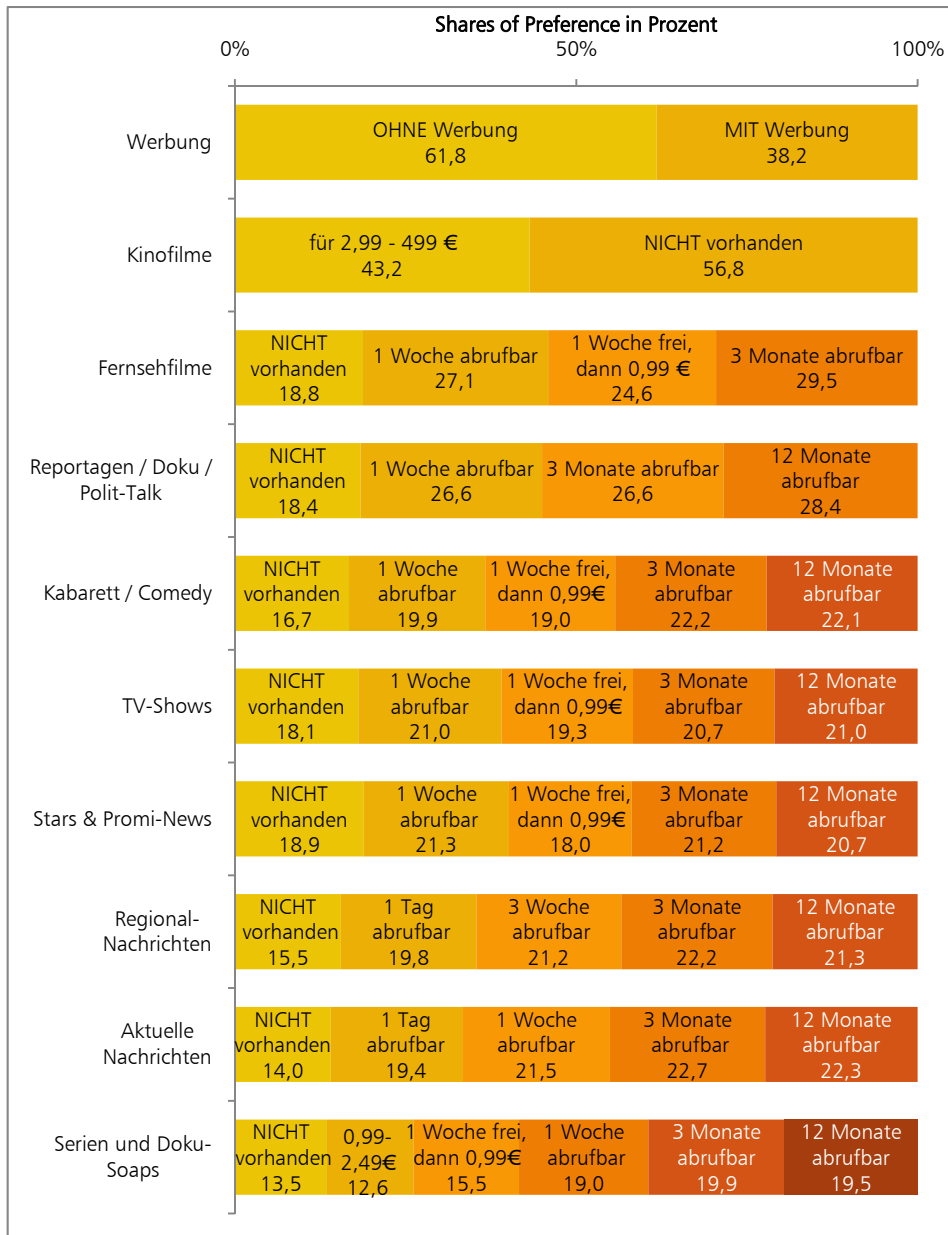 Shares of Preference in Prozent
0% 50% 100%
Werbung
OHNE Werbung
61,8
MIT Werbung
38,2
Kinofilme
für 2,99 - 499 €
43,2
NICHT vorhanden
56,8
Fernsehfilme
NICHT
vorhanden
18,8
1 Woche abrufbar
27,1
1 Woche frei,
dann 0,99 €
24,6
3 Monate abrufbar
29,5
Reportagen / Doku /
Polit-Talk
NICHT
vorhanden
18,4
1 Woche abrufbar
26,6
3 Monate abrufbar
26,6
12 Monate
abrufbar
28,4
Kabarett / Comedy
NICHT
vorhanden
16,7
1 Woche
abrufbar
19,9
1 Woche frei,
dann 0,99€
19,0
3 Monate
abrufbar
22,2
12 Monate
abrufbar
22,1
TV-Shows
NICHT
vorhanden
18,1
1 Woche
abrufbar
21,0
1 Woche frei,
dann 0,99€
19,3
3 Monate
abrufbar
20,7
12 Monate
abrufbar
21,0
Stars & Promi-News
NICHT
vorhanden
18,9
1 Woche
abrufbar
21,3
1 Woche frei,
dann 0,99€
18,0
3 Monate
abrufbar
21,2
12 Monate
abrufbar
20,7
Regional-
Nachrichten
NICHT
vorhanden
15,5
1 Tag
abrufbar
19,8
3 Woche
abrufbar
21,2
3 Monate
abrufbar
22,2
12 Monate
abrufbar
21,3
Aktuelle
Nachrichten
NICHT
vorhanden
14,0
1 Tag
abrufbar
19,4
1 Woche
abrufbar
21,5
3 Monate
abrufbar
22,7
12 Monate
abrufbar
22,3
Serien und Doku-
Soaps
NICHT
vorhanden
13,5
0,99-
2,49€
12,6
1 Woche frei,
dann 0,99€
15,5
1 Woche
abrufbar
19,0
3 Monate
abrufbar
19,9
12 Monate
abrufbar
19,5